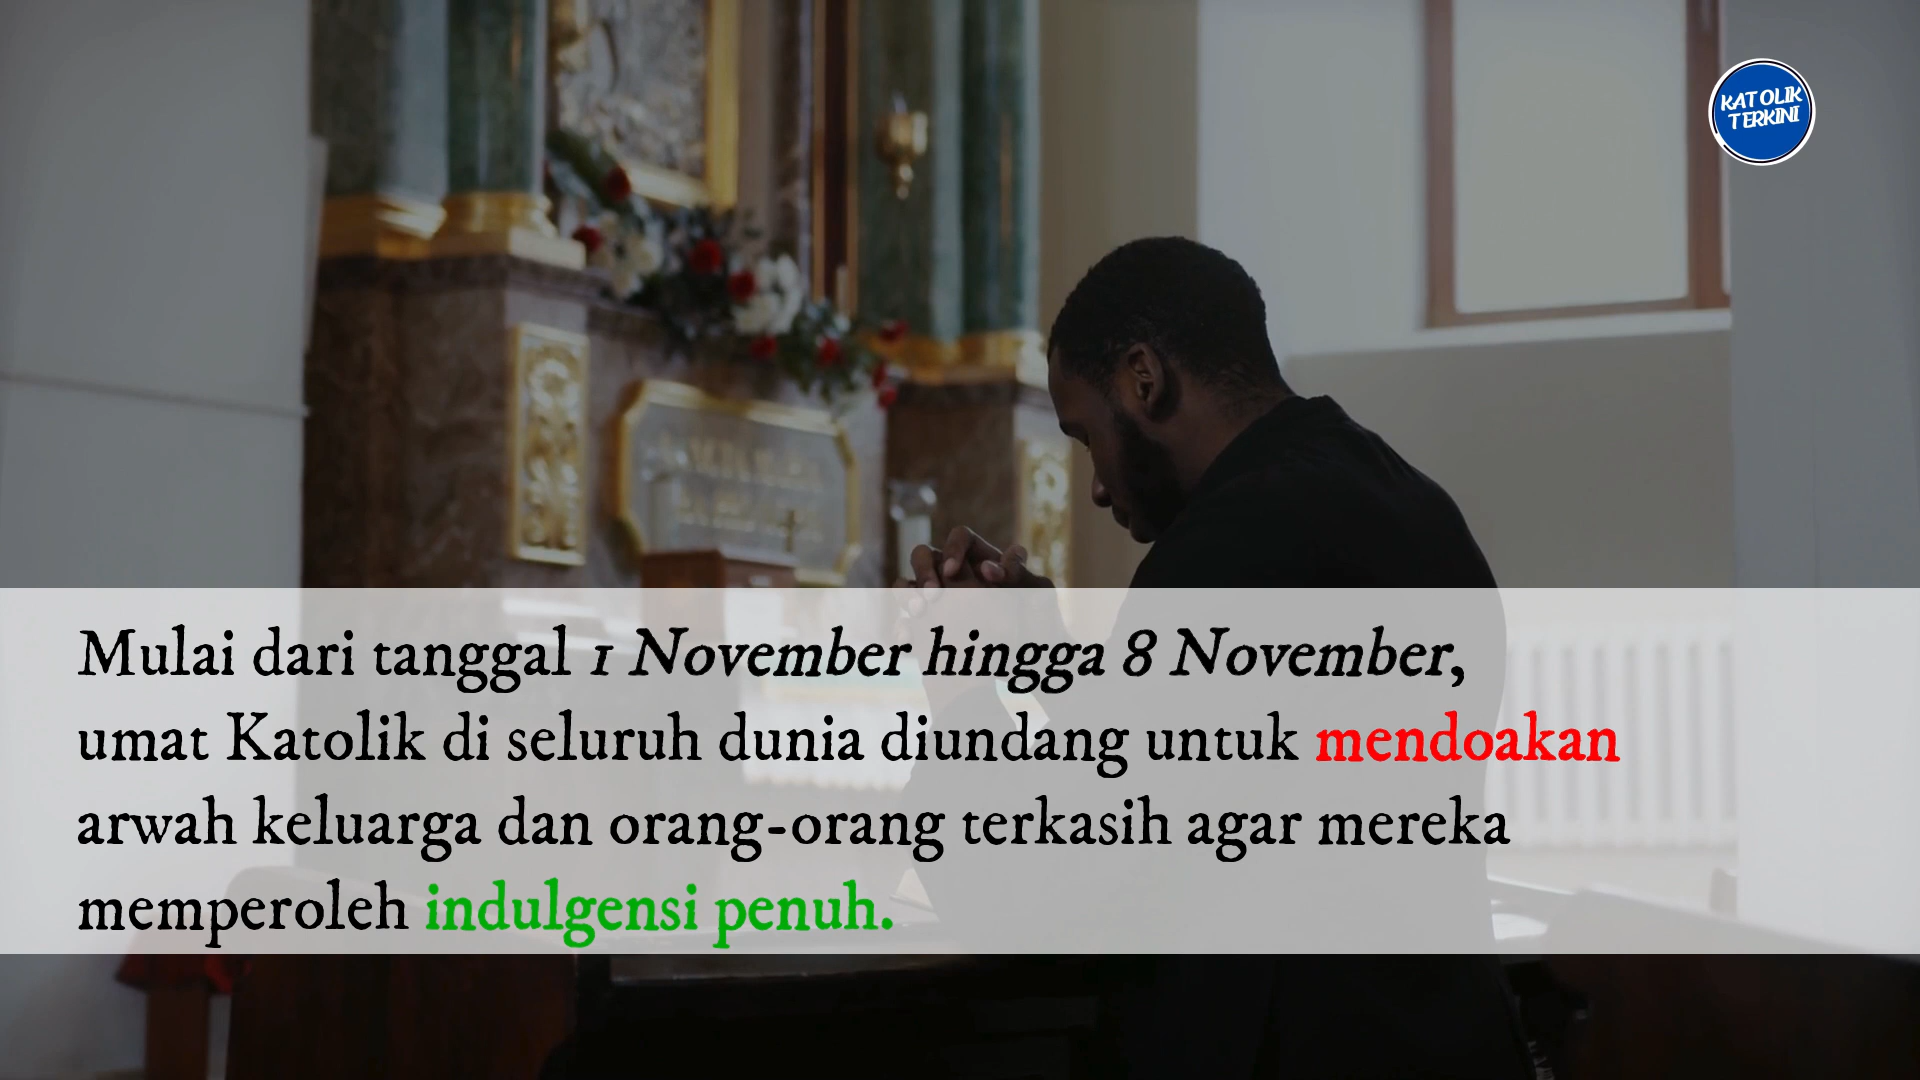 KATOLIK
TERKINI
Mulai dari tanggal 1 November hingga 8 November,
umat Katolik di seluruh dunia diundang untuk mendoakan
arwah keluarga dan orang-orang terkasih agar mereka
memperoleh indulgensi penuh.